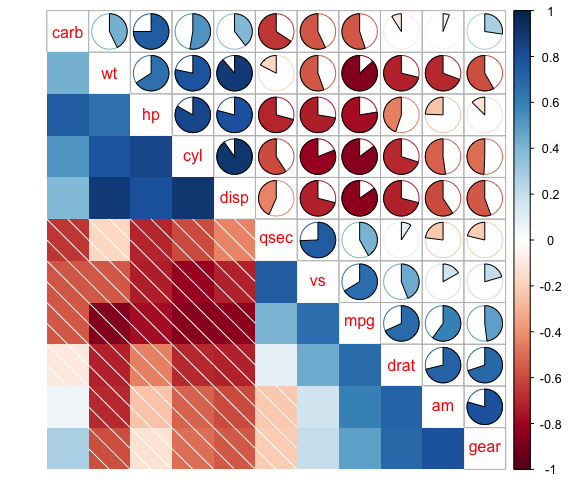 carb
wt
hp
cyl
disp
qsec
vs
mpg
drat
am
gear
1
0.8
0.6
0.4
0.2
0
-0.2
-0.4
-0.6
-0.8
-1